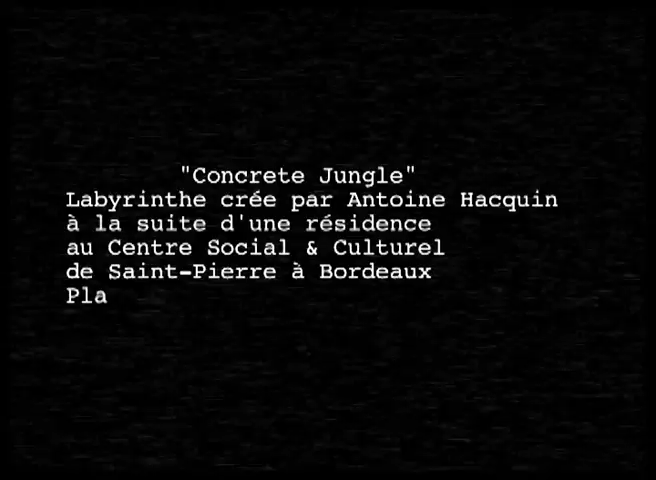 "Concrete Jungle"
Labyrinthe crée par Antoine Hacquin
à la suite d'une résidence
au Centre Social & Culturel
de Saint-Pierre à Bordeaux
Pla